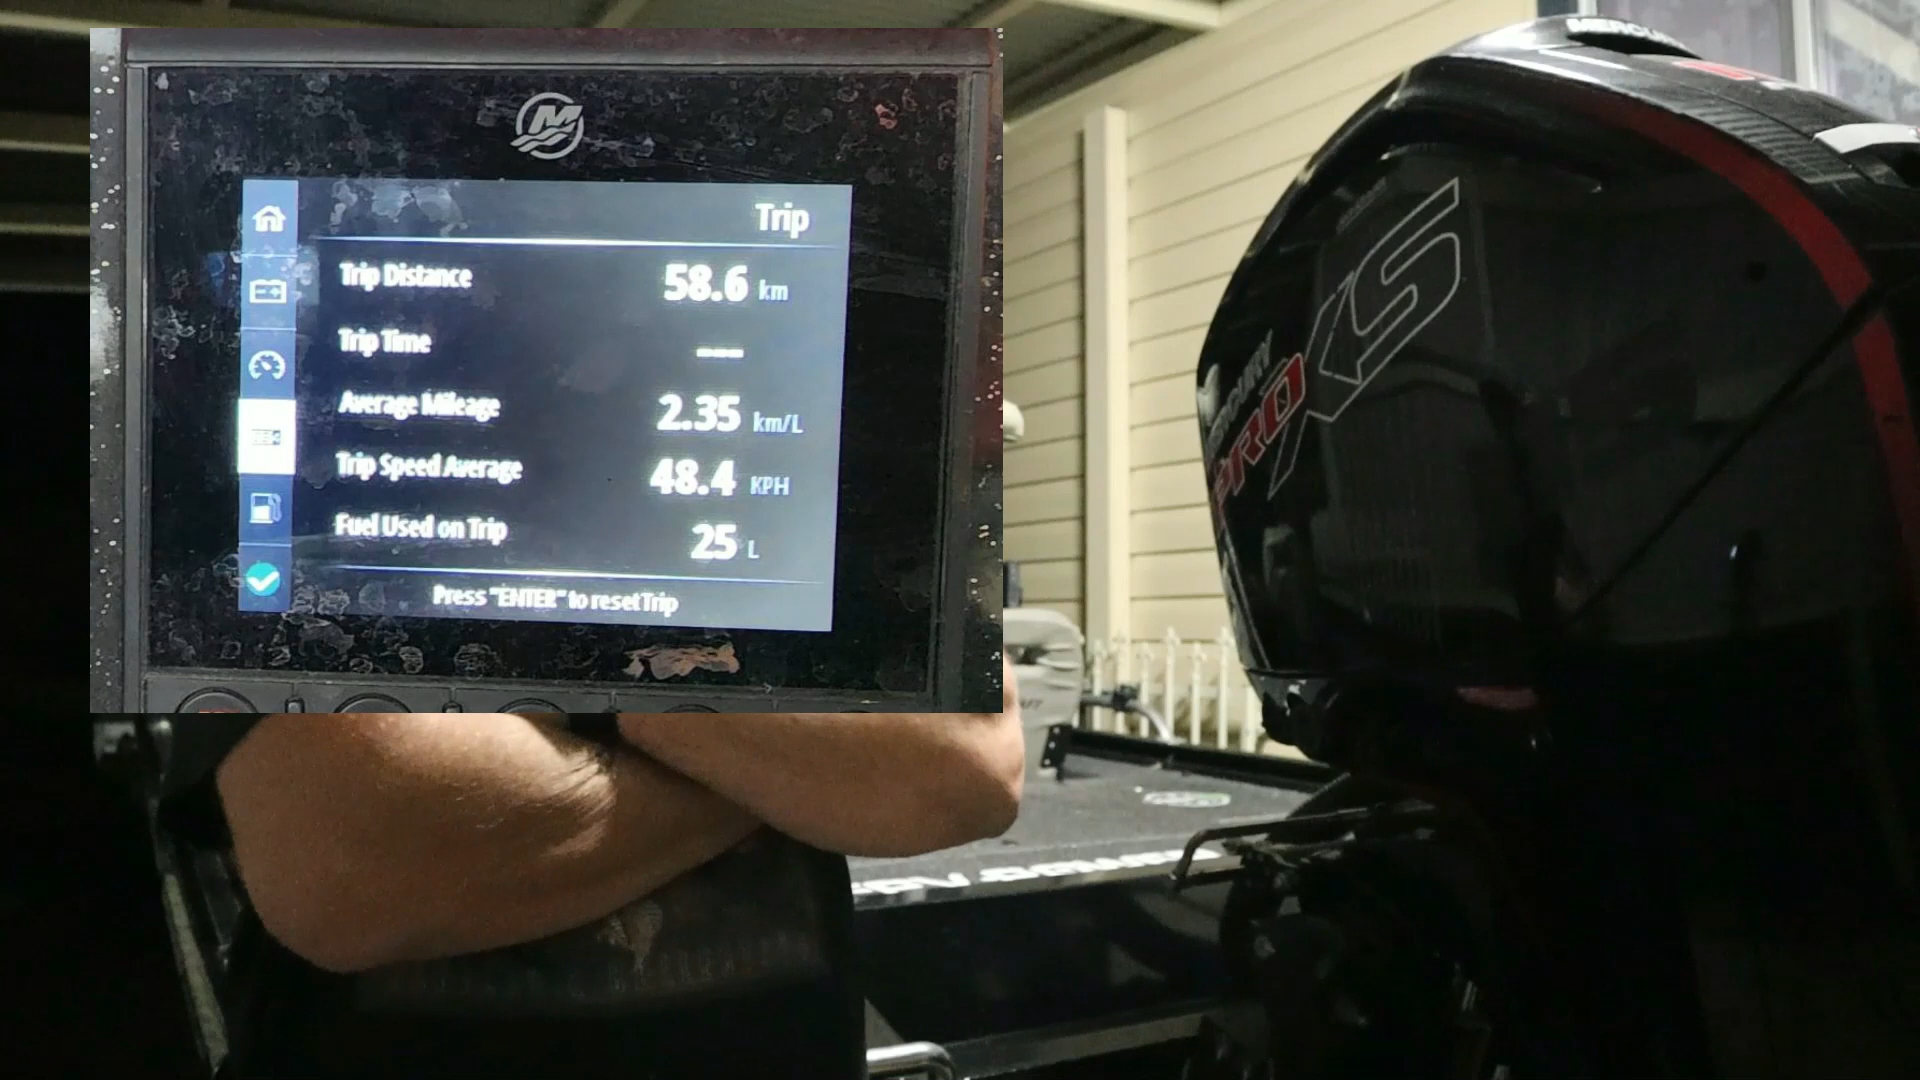 Trip
Trip Distance 58.6 km
Trip Time ----
Average Mileage 2.35 km/L
Trip Speed Average 48.4 KPH
Fuel Used on Trip 25 L
Press "ENTER" to reset Trip
MERCURY
MERCURY
PRO XS